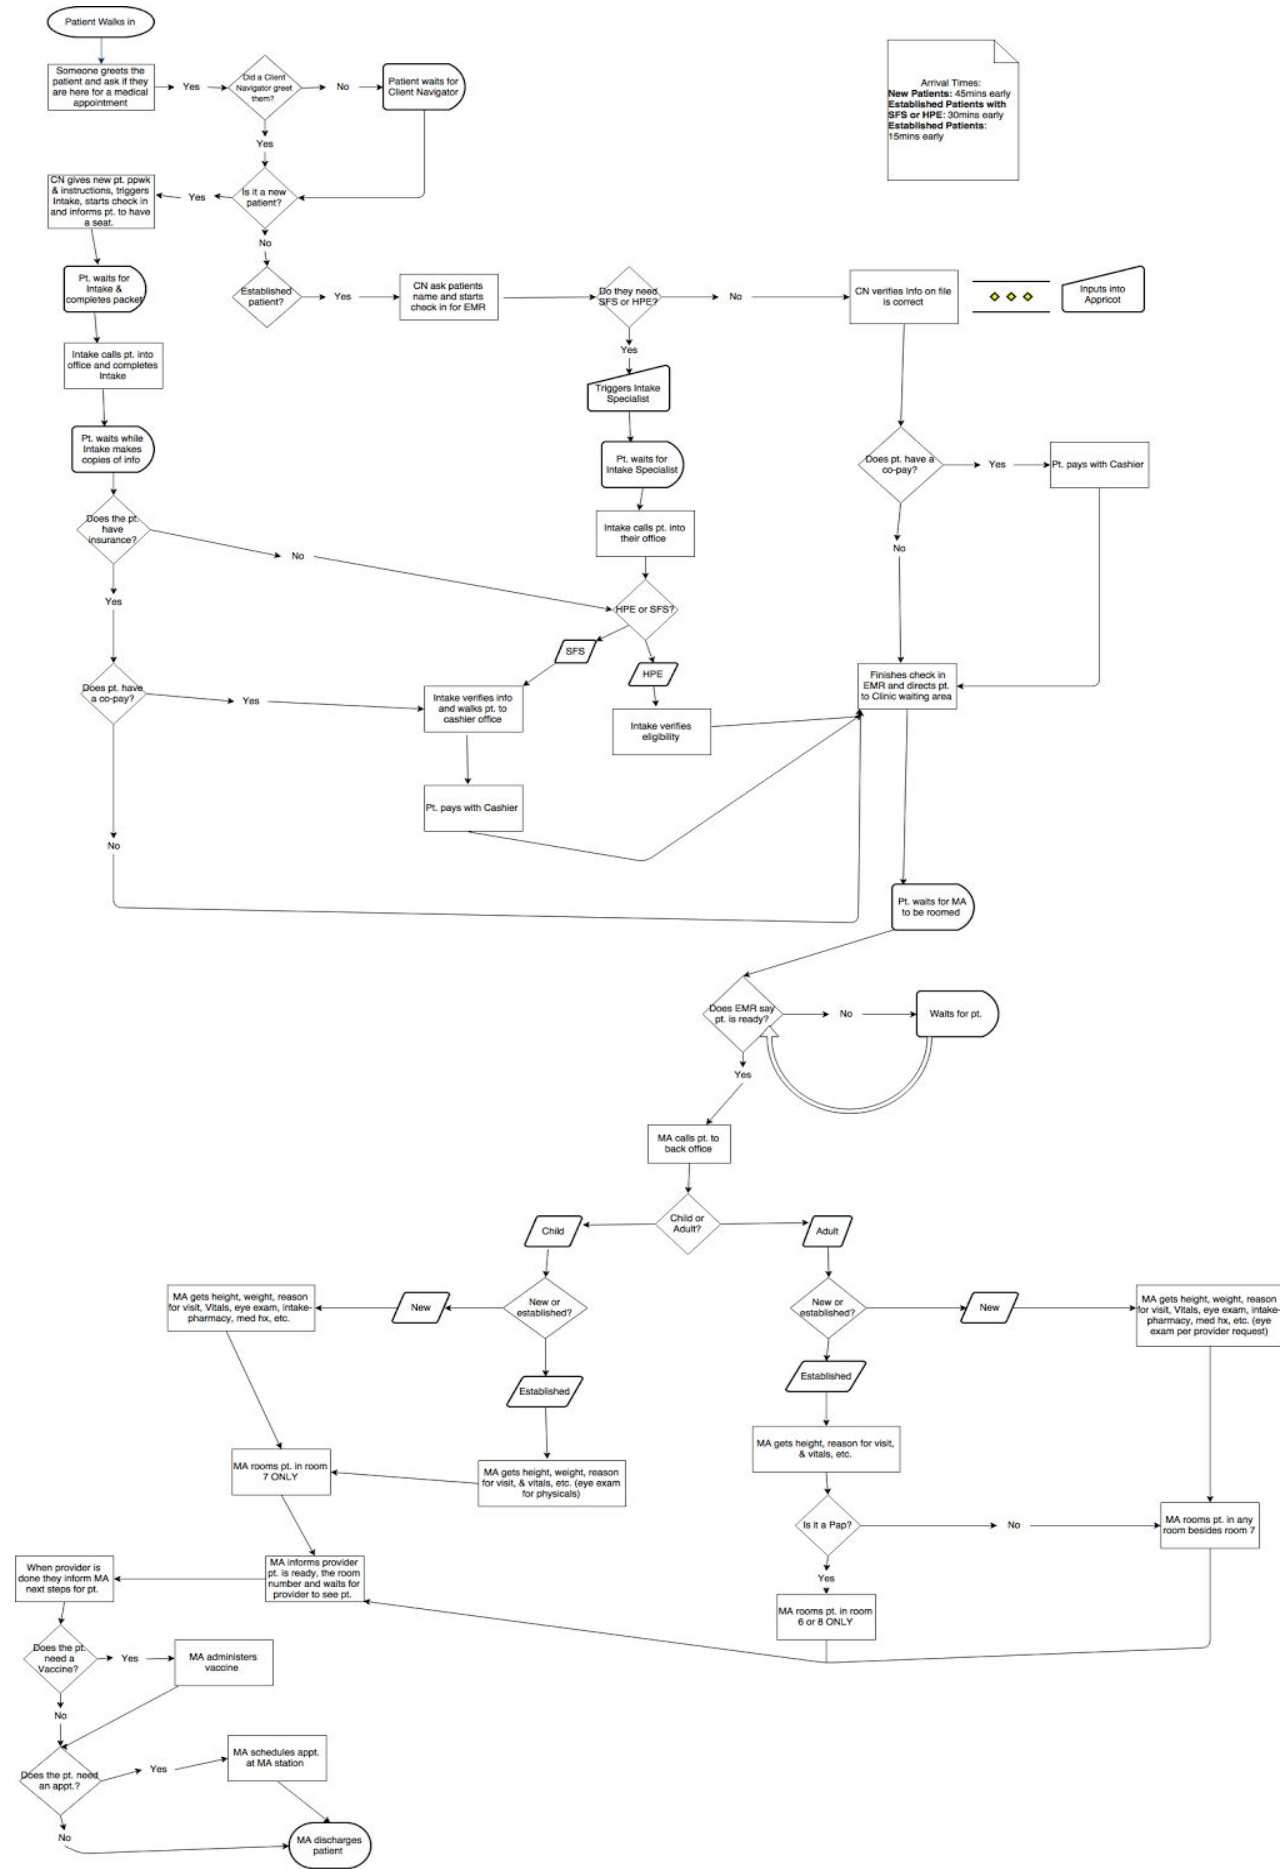 Patient Walks in
Someone greets the
patient and ask if they
are here for a medical
appointment
Yes
Did a Client
Navigator greet
them?
No
Patient waits for
Client Navigator
Arrival Times:
New Patients: 45mins early
Established Patients with
SFS or HPE: 30mins early
Established Patients:
15mins early
Yes
CN gives new pt. ppwk
& instructions, triggers
Intake, starts check in
and informs pt. to have
a seat.
Yes
Is it a new
patient?
No
Pt. waits for
Intake &
completes packet
Established
patient?
Yes
CN ask patients
name and starts
check in for EMR
Do they need
SFS or HPE?
No
CN verifies Info on file
is correct
Inputs into
Appricot
Intake calls pt. into
office and completes
Intake
Yes
Triggers Intake
Specialist
Pt. waits while
Intake makes
copies of info
Pt. waits for
Intake Specialist
Does pt. have a
co-pay?
Yes
Pt. pays with Cashier
Does the pt.
have
insurance?
No
Intake calls pt. into
their office
No
Yes
HPE or SFS?
SFS
HPE
Does pt. have
a co-pay?
Yes
Intake verifies info
and walks pt. to
cashier office
Intake verifies
eligibility
Finishes check in
EMR and directs pt.
to Clinic waiting area
Pt. pays with Cashier
No
Pt. waits for MA
to be roomed
Does EMR say
pt. is ready?
No
Waits for pt.
Yes
MA calls pt. to
back office
Child or
Adult?
Child
Adult
MA gets height, weight, reason
for visit, Vitals, eye exam, intake-
pharmacy, med hx, etc.
New
New or
established?
New or
established?
New
MA gets height, weight, reason
for visit, Vitals, eye exam, intake-
pharmacy, med hx, etc. (eye
exam per provider request)
Established
Established
MA rooms pt. in room
7 ONLY
MA gets height, weight, reason
for visit, & vitals, etc. (eye exam
for physicals)
MA gets height, reason for visit,
& vitals, etc.
Is it a Pap?
No
MA rooms pt. in any
room besides room 7
Yes
MA rooms pt. in room
6 or 8 ONLY
When provider is
done they inform MA
next steps for pt.
MA informs provider
pt. is ready, the room
number and waits for
provider to see pt.
Does the pt.
need a
Vaccine?
Yes
MA administers
vaccine
No
Does the pt. need
an appt.?
Yes
MA schedules appt.
at MA station
No
MA discharges
patient